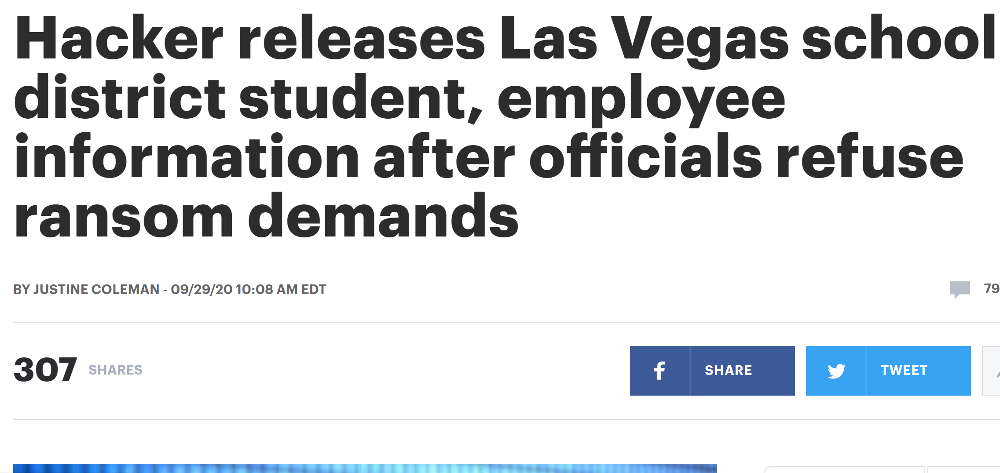 Hacker releases Las Vegas school
district student, employee
information after officials refuse
ransom demands
BY JUSTINE COLEMAN - 09/29/20 10:08 AM EDT
79
307 SHARES
SHARE
TWEET